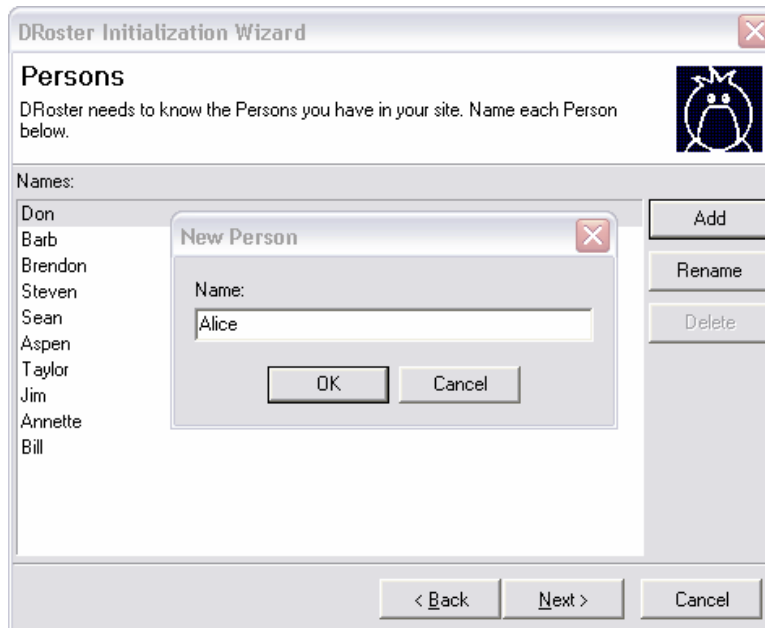 DRoster Initialization Wizard
Persons
DRoster needs to know the Persons you have in your site. Name each Person
below.
Names:
Don
Barb
Brendon
Steven
Sean
Aspen
Taylor
Jim
Annette
Bill
New Person
Name:
Alice
OK Cancel
Add
Rename
Delete
< Back Next > Cancel